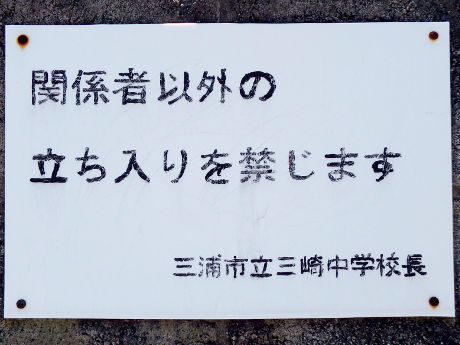 関係者以外の
立ち入りを禁じます
三浦市立三崎中学校長